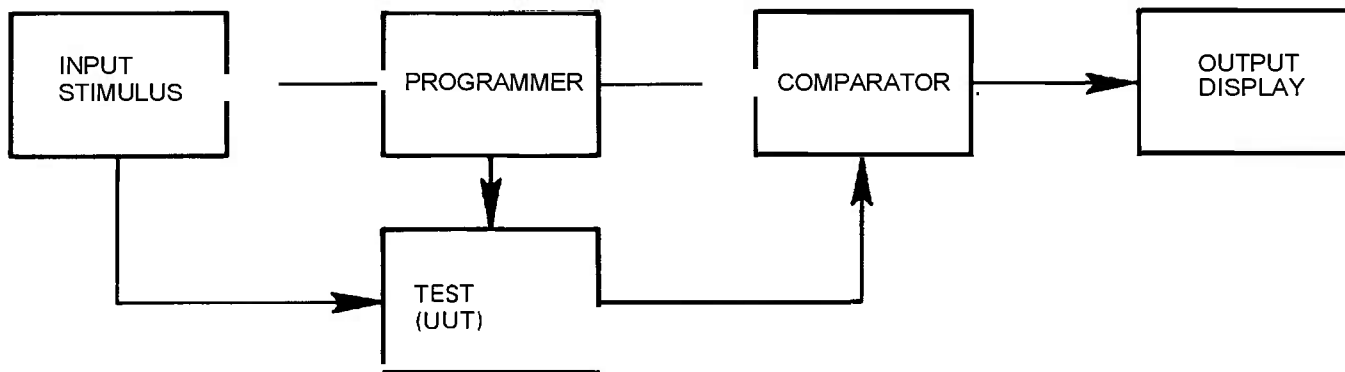 INPUT
STIMULUS
PROGRAMMER
COMPARATOR
OUTPUT
DISPLAY
TEST
(UUT)